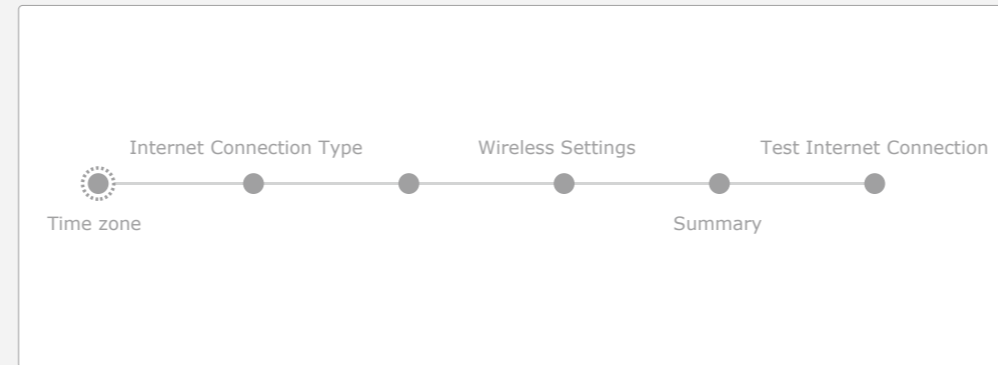 Internet Connection Type
Wireless Settings
Test Internet Connection
Time zone
Summary